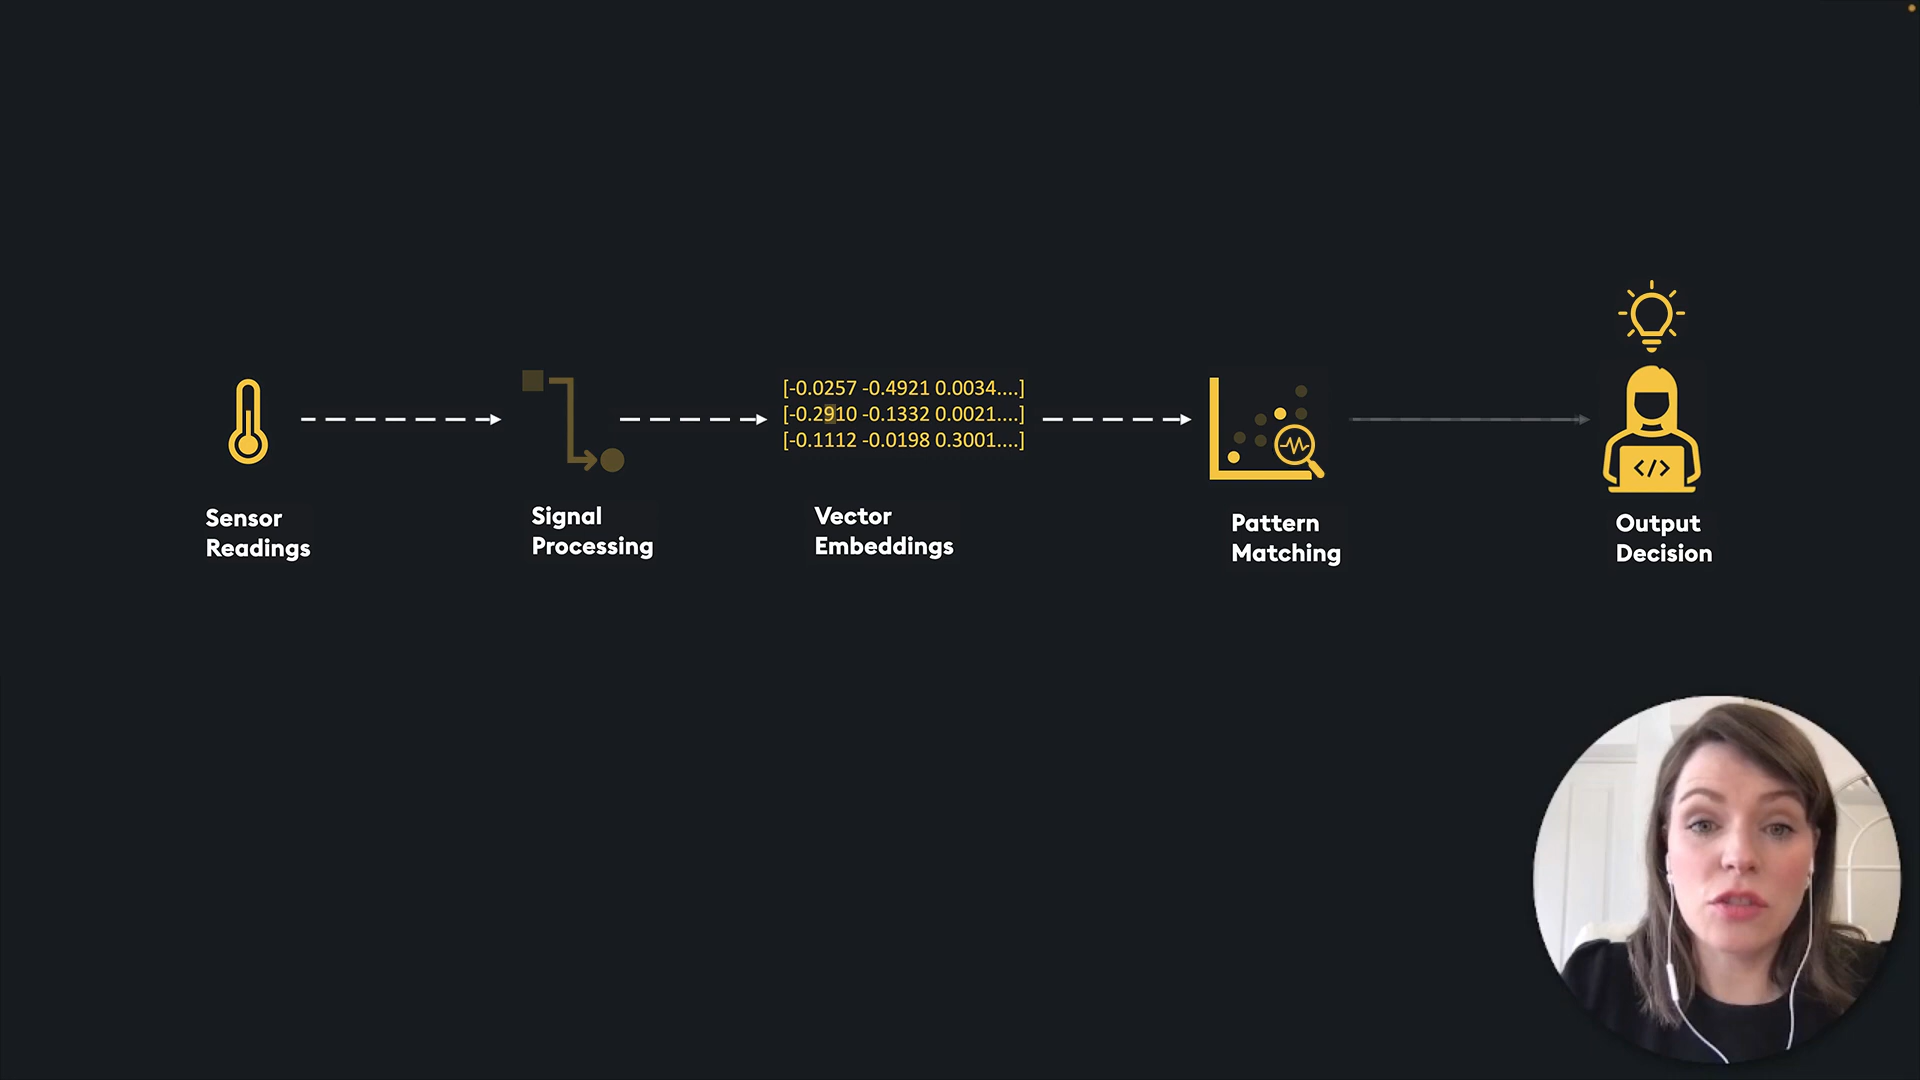 [-0.0257 -0.4921 0.0034....]
[-0.2910 -0.1332 0.0021....]
[-0.1112 -0.0198 0.3001....]
</>
Sensor
Readings
Signal
Processing
Vector
Embeddings
Pattern
Matching
Output
Decision